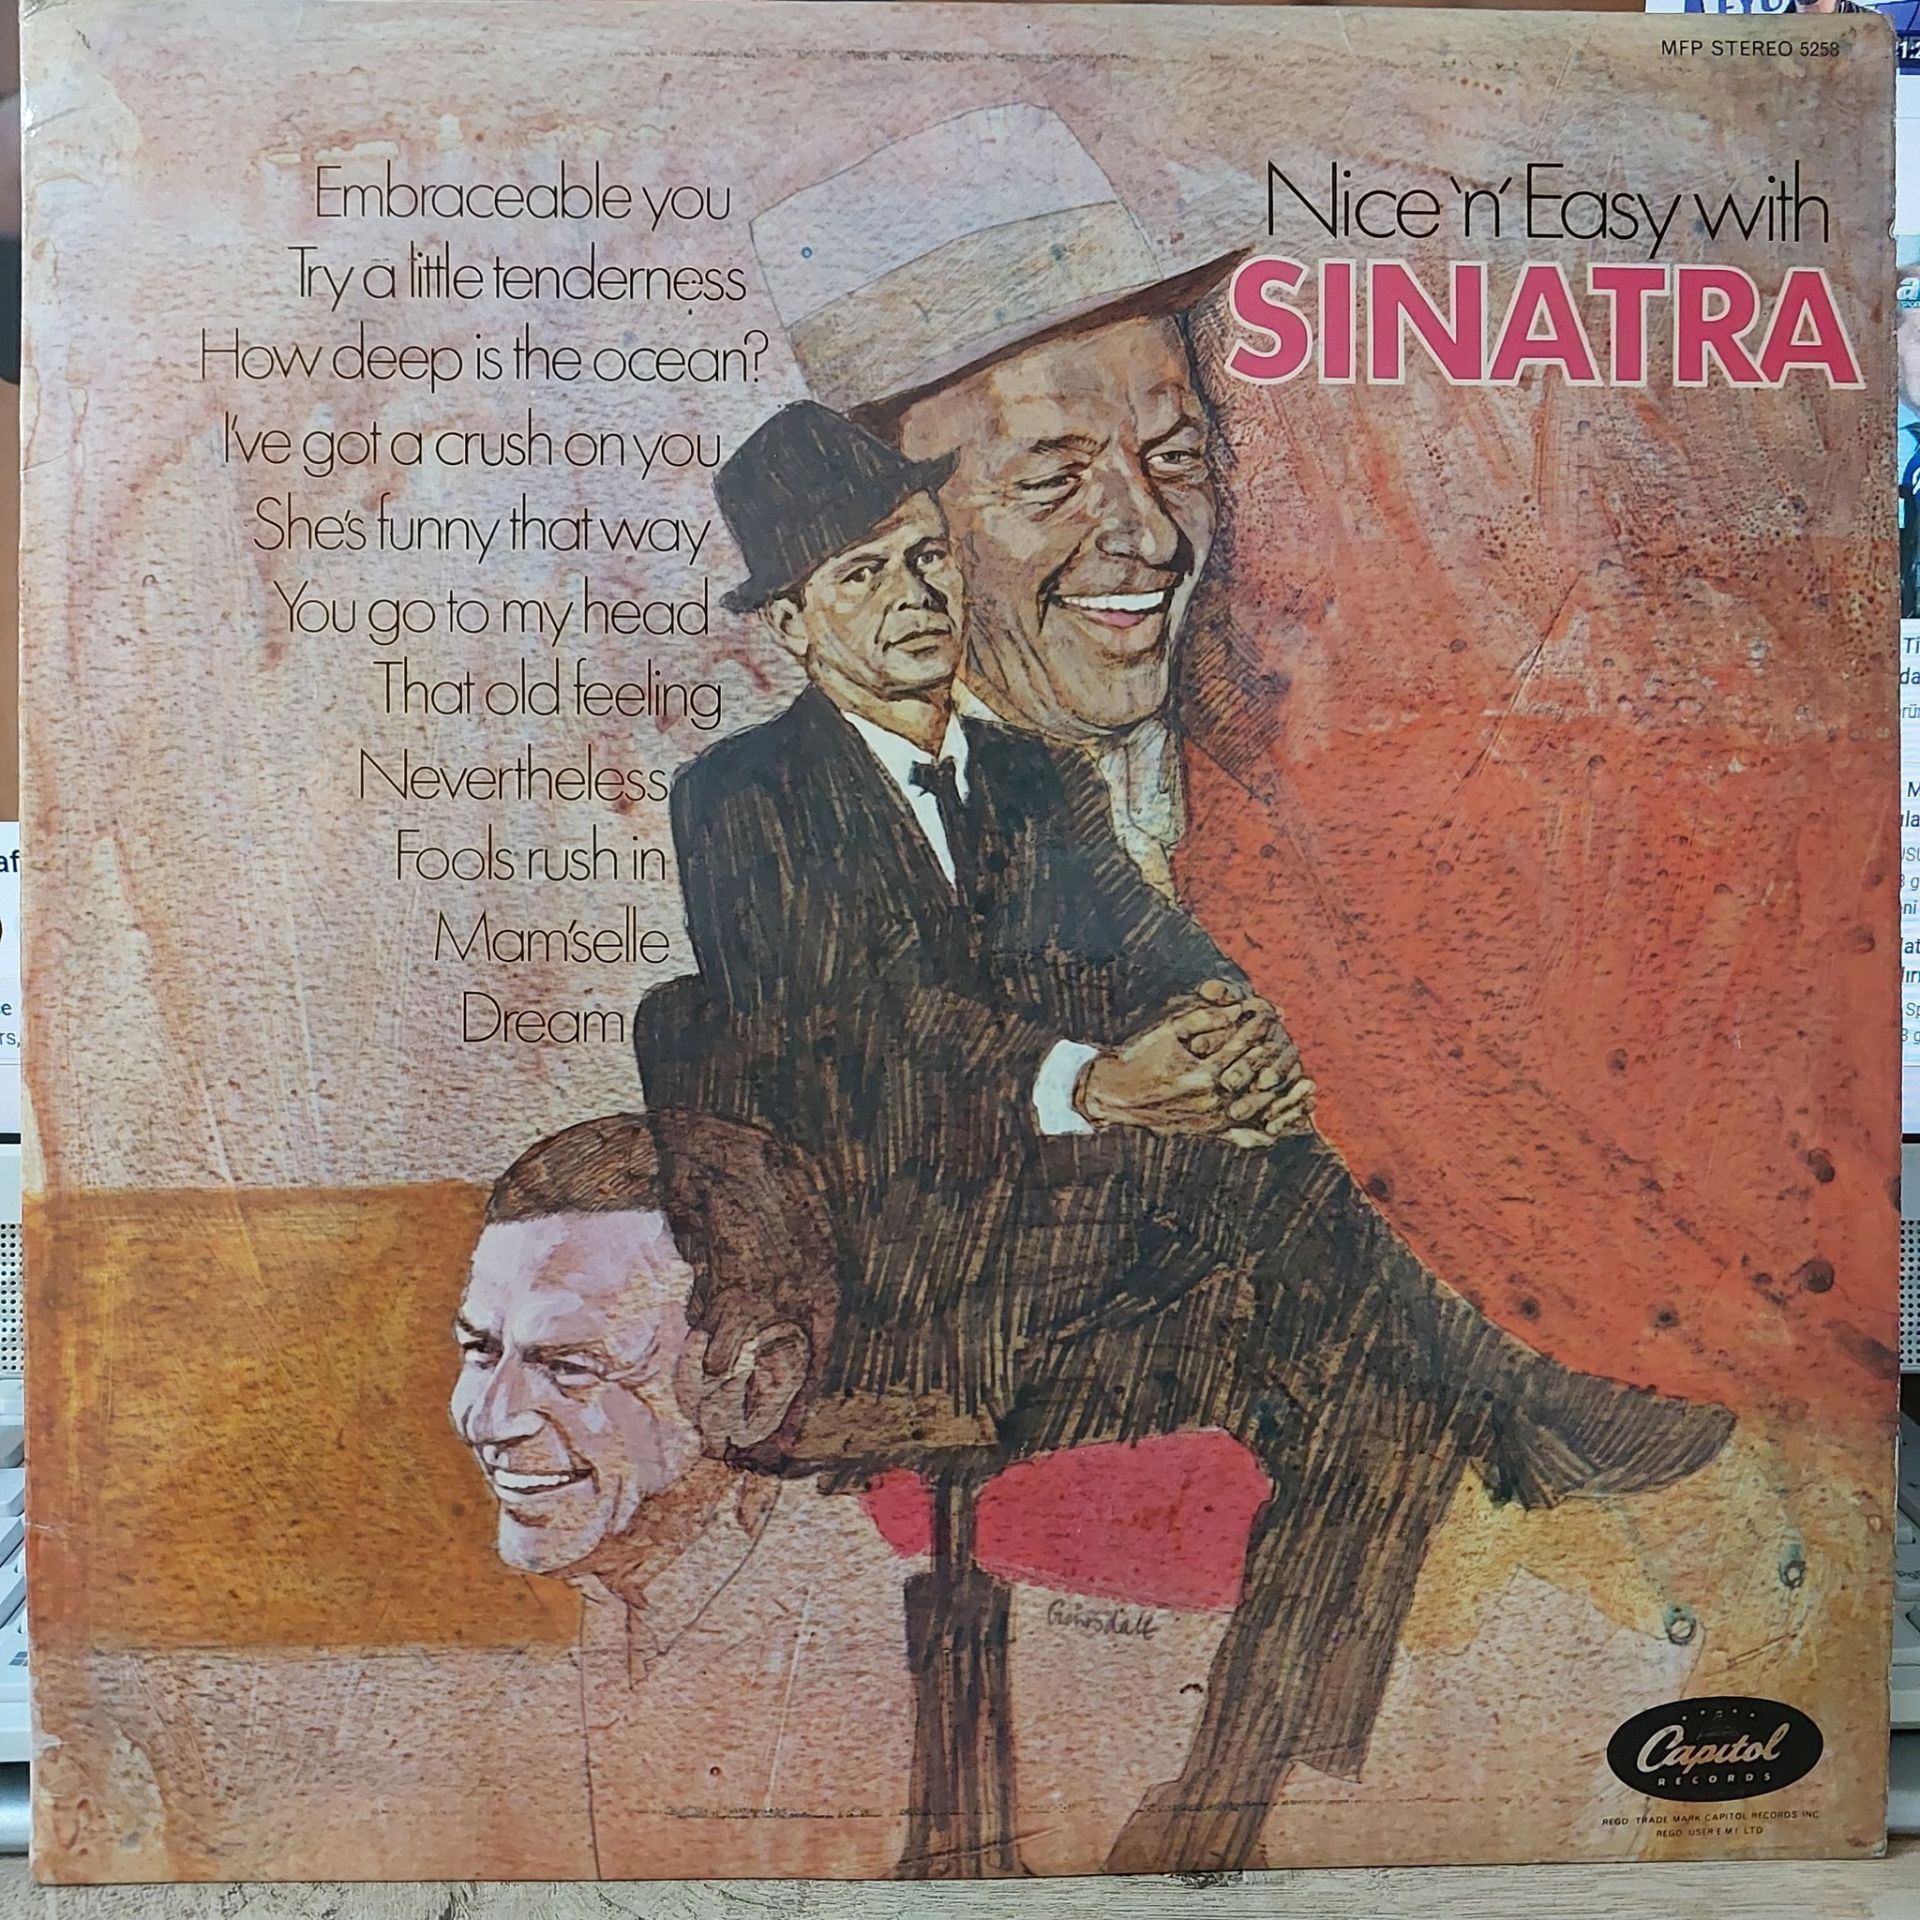 MFP STEREO 5258
Nice 'n' Easy with
SINATRA
Embraceable you
Try a little tenderness
How deep is the ocean?
I've got a crush on you
She's funny that way
You go to my head
That old feeling
Nevertheless
Fools rush in
Mam'selle
Dream
Capitol
RECORDS
REGD TRADE MARK CAPITOL RECORDS INC
REGD USER E M I LTD